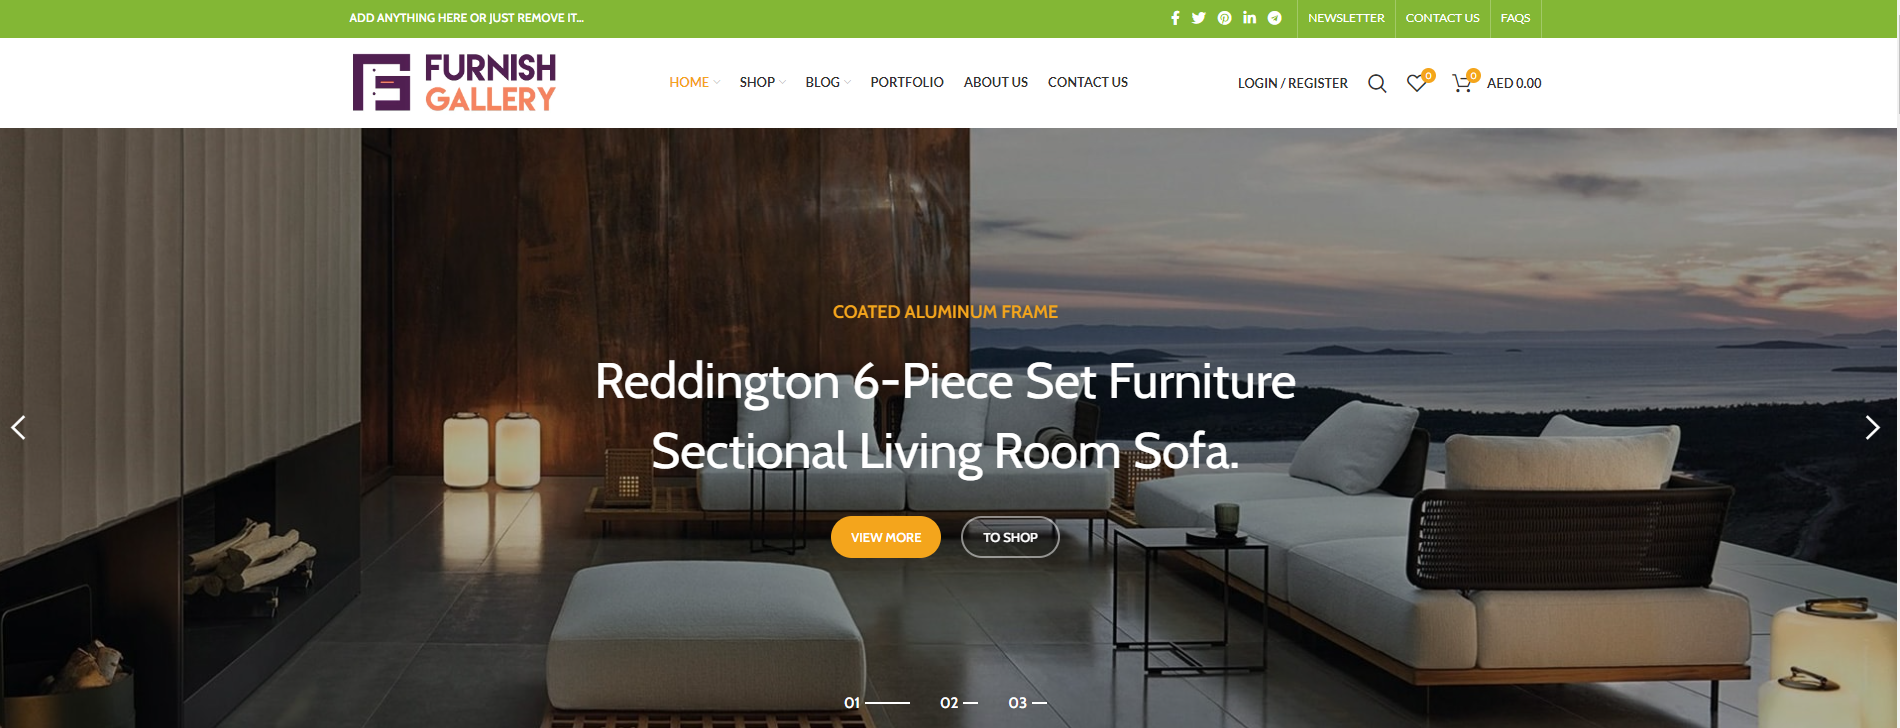 ADD ANYTHING HERE OR JUST REMOVE IT...
NEWSLETTER
CONTACT US
FAQS
FURNISH
GALLERY
HOME
SHOP
BLOG
PORTFOLIO
ABOUT US
CONTACT US
LOGIN / REGISTER
0
0
AED 0.00
COATED ALUMINUM FRAME
Reddington 6-Piece Set Furniture
Sectional Living Room Sofa.
VIEW MORE
TO SHOP
01
02
03